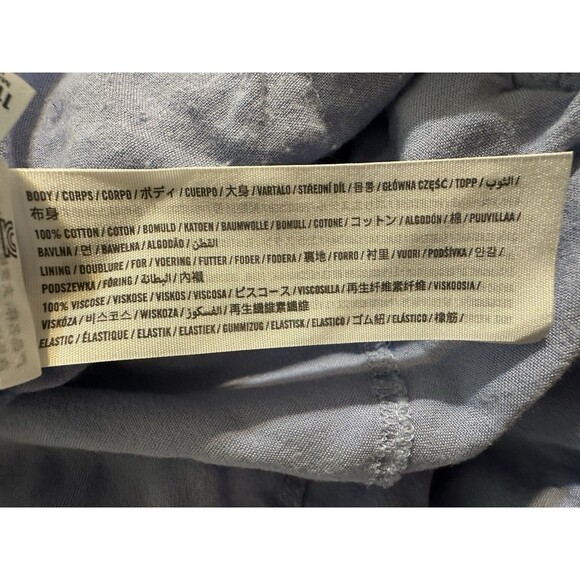 BODY / CORPS / CORPO / ボディ / CUERPO / 大身 / VARTALO / STŘEDNÍ DÍL / 몸통 / GŁÓWNA CZĘŚĆ / TOPP / الثوب /
布身
100% COTTON / COTON / BOMULD / KATOEN / BAUMWOLLE / BOMULL / COTONE / コットン / ALGODÓN / 棉 / PUUVILLAA /
BAVLNA / 면 / BAWEŁNA / ALGODÃO / القطن
LINING / DOUBLURE / FOR / VOERING / FUTTER / FODER / FODERA / 裏地 / FORRO / 衬里 / VUORI / PODŠÍVKA / 안감 /
PODSZEWKA / FÓRING / البطانة / 內襯
100% VISCOSE / VISKOSE / VISKOS / VISCOSA / ビスコース / VISCOSILLA / 再生纤维素纤维 / VISKOOSIA /
VISKÓZA / 비스코스 / WISKOZA / الفسكوز / 再生纖維素纖維
ELASTIC / ÉLASTIQUE / ELASTIK / ELASTIEK / GUMMIZUG / ELASTISK / ELASTICO / ゴム紐 / ELÁSTICO / 橡筋 /